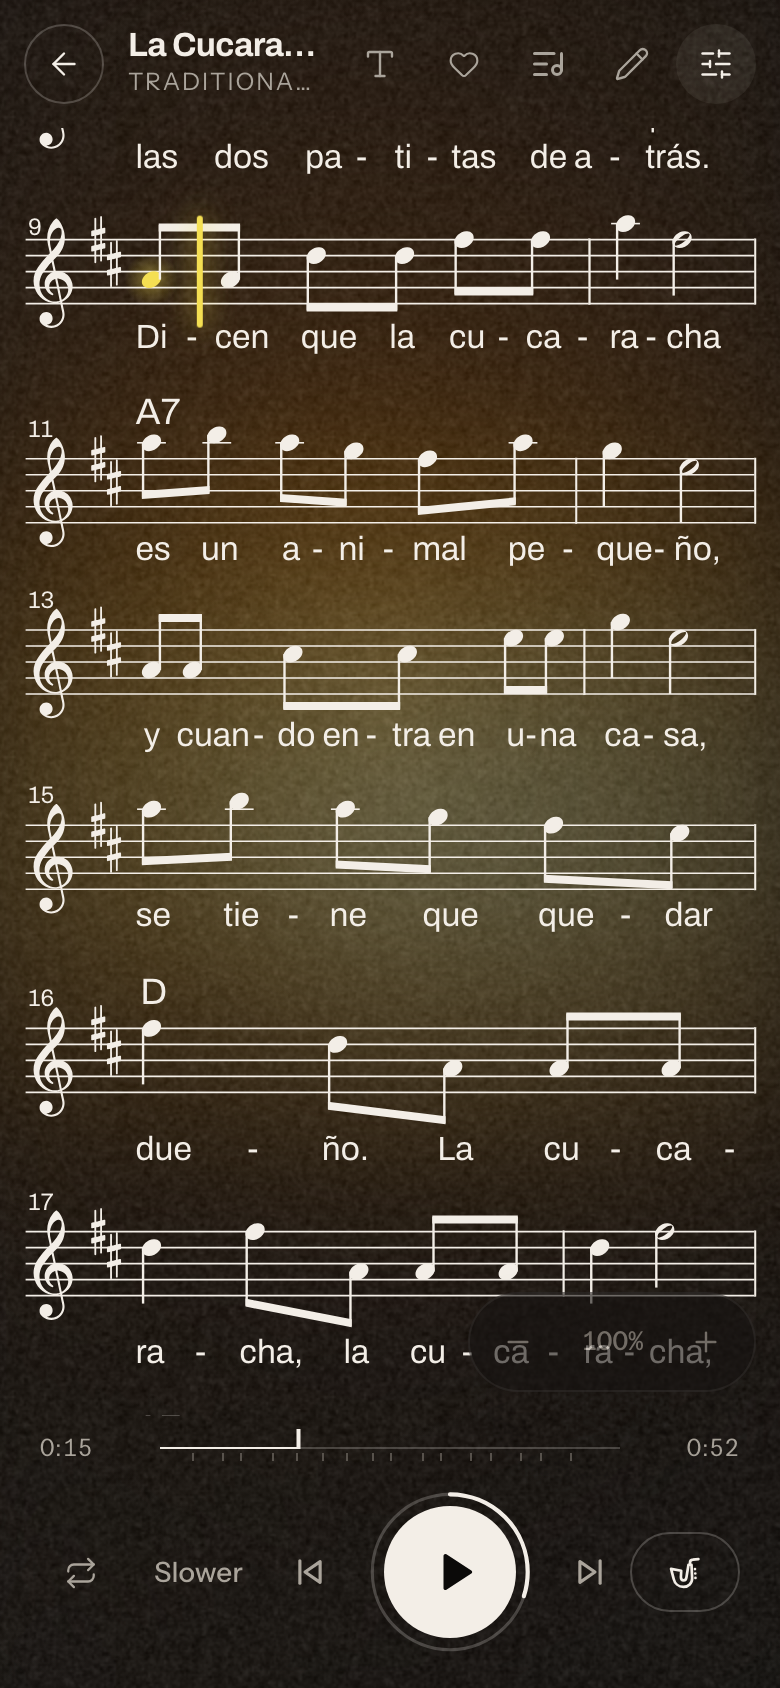 La Cucara...
TRADITIONA...
las dos pa - ti - tas de a - trás.
9
Di - cen que la cu - ca - ra - cha
A7
11
es un a - ni - mal pe - que- ño,
13
y cuan- do en - tra en u-na ca- sa,
15
se tie - ne que que - dar
D
16
due - ño. La cu - ca -
17
ra - cha, la cu - ca - ra - cha,
− 100% +
0:15 0:52
Slower